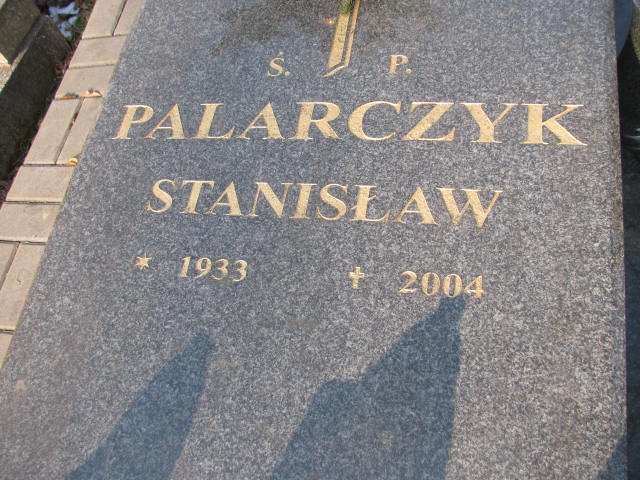 Ś. P.
PALARCZYK
STANISŁAW
* 1933 † 2004